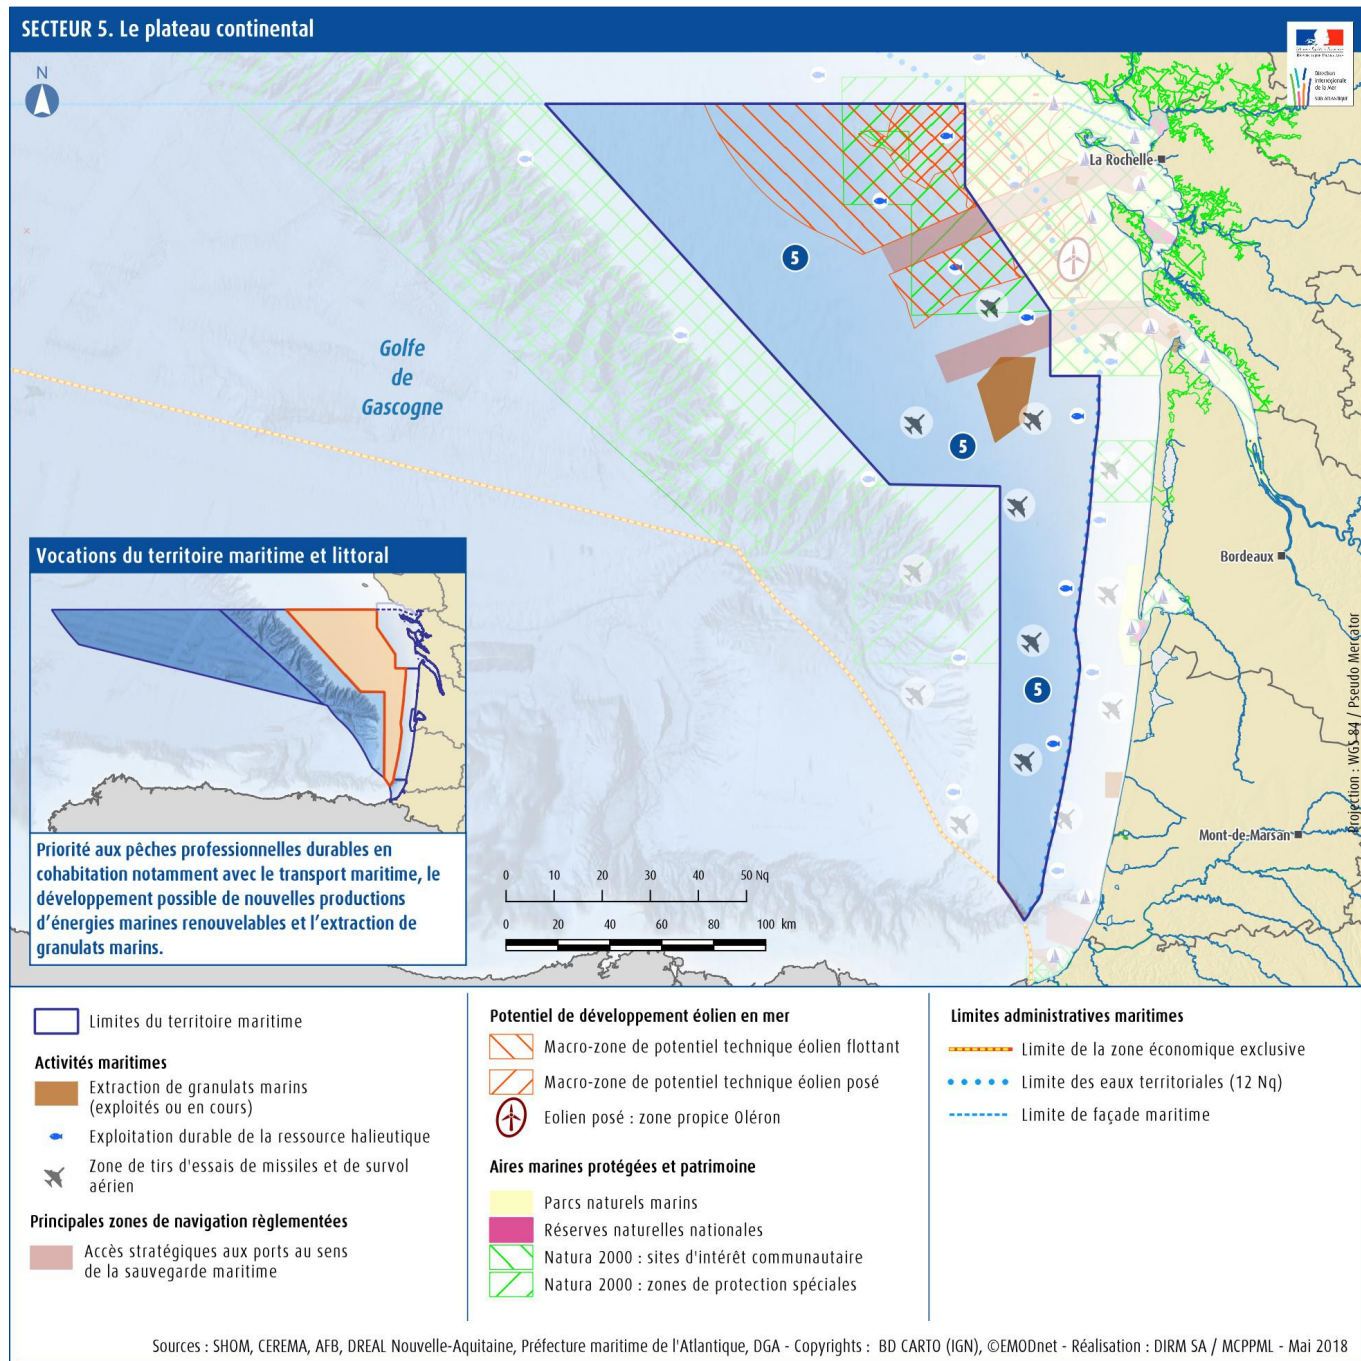 SECTEUR 5. Le plateau continental
RÉPUBLIQUE FRANÇAISE
Direction
interrégionale
de la Mer
SUD ATLANTIQUE
N
La Rochelle
5
Golfe
de
Gascogne
5
Bordeaux
5
Mont-de-Marsan
Projection : WGS 84 / Pseudo Mercator
Vocations du territoire maritime et littoral
Priorité aux pêches professionnelles durables en
cohabitation notamment avec le transport maritime, le
développement possible de nouvelles productions
d'énergies marines renouvelables et l'extraction de
granulats marins.
0 10 20 30 40 50 Nq
0 20 40 60 80 100 km
Limites du territoire maritime
Activités maritimes
Extraction de granulats marins
(exploités ou en cours)
Exploitation durable de la ressource halieutique
Zone de tirs d'essais de missiles et de survol
aérien
Principales zones de navigation règlementées
Accès stratégiques aux ports au sens
de la sauvegarde maritime
Potentiel de développement éolien en mer
Macro-zone de potentiel technique éolien flottant
Macro-zone de potentiel technique éolien posé
Eolien posé : zone propice Oléron
Aires marines protégées et patrimoine
Parcs naturels marins
Réserves naturelles nationales
Natura 2000 : sites d'intérêt communautaire
Natura 2000 : zones de protection spéciales
Limites administratives maritimes
Limite de la zone économique exclusive
Limite des eaux territoriales (12 Nq)
Limite de façade maritime
Sources : SHOM, CEREMA, AFB, DREAL Nouvelle-Aquitaine, Préfecture maritime de l'Atlantique, DGA - Copyrights : BD CARTO (IGN), ©EMODnet - Réalisation : DIRM SA / MCPPML - Mai 2018